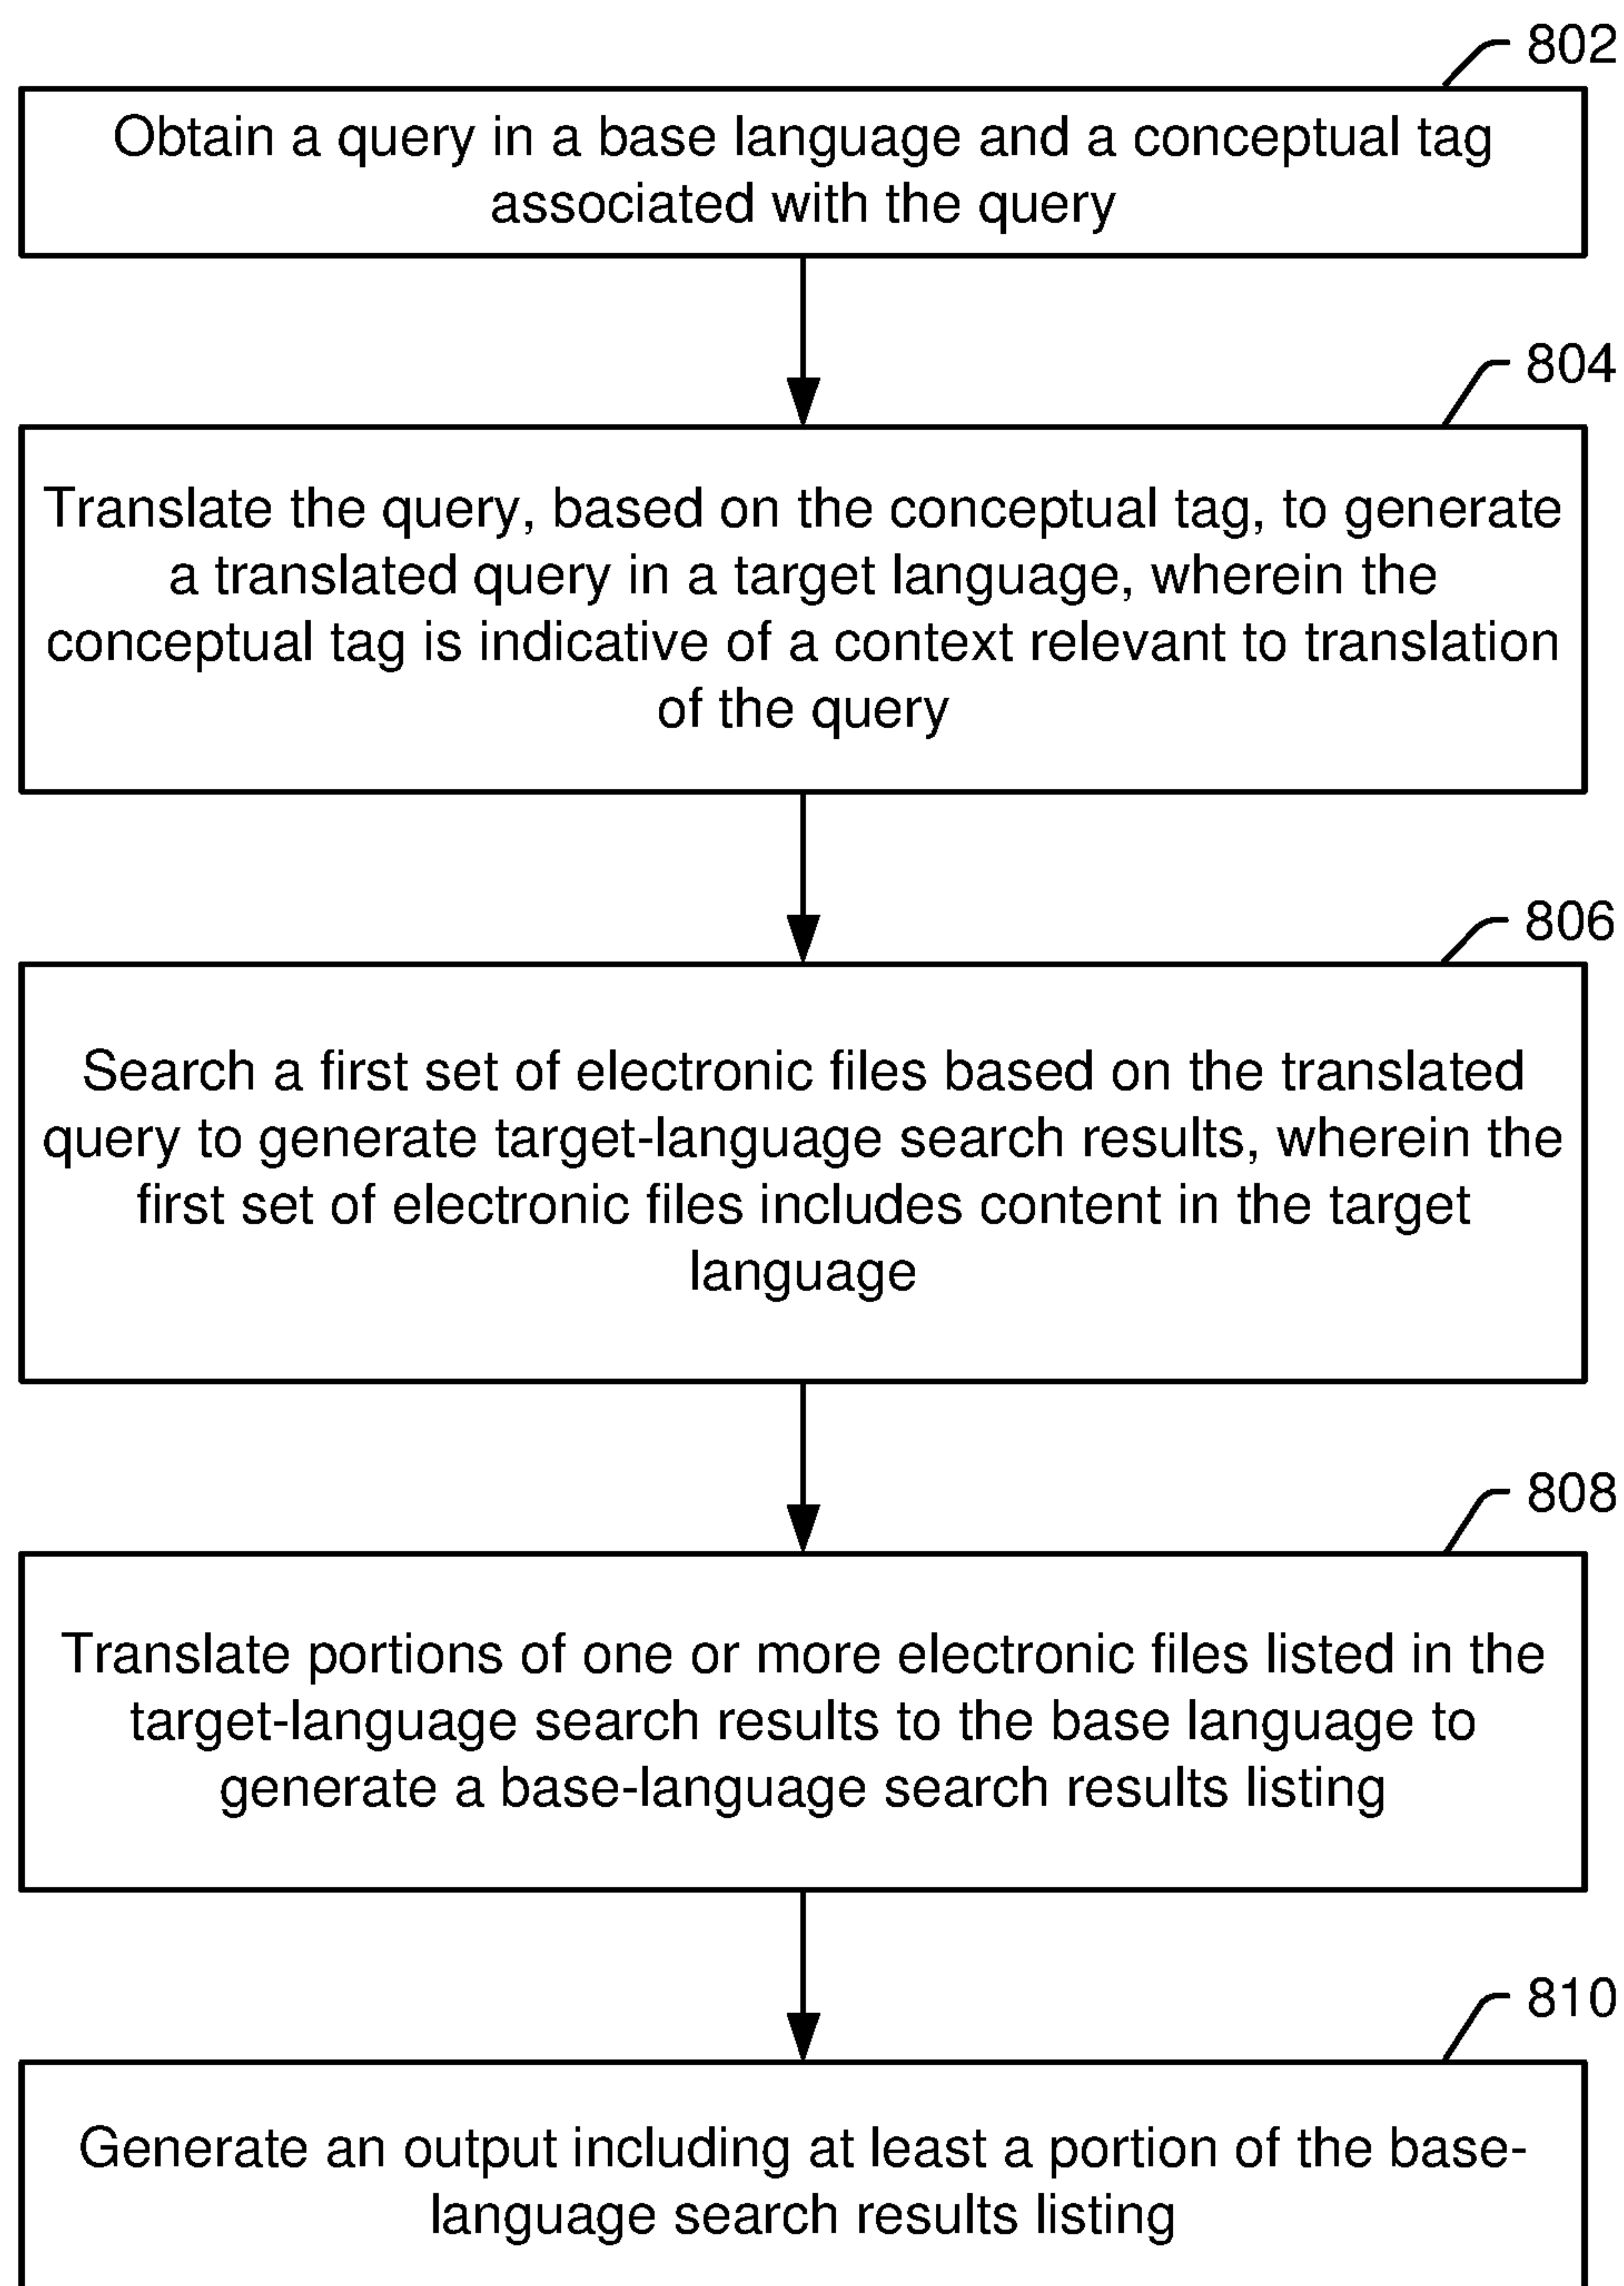 802
Obtain a query in a base language and a conceptual tag
associated with the query
804
Translate the query, based on the conceptual tag, to generate
a translated query in a target language, wherein the
conceptual tag is indicative of a context relevant to translation
of the query
806
Search a first set of electronic files based on the translated
query to generate target-language search results, wherein the
first set of electronic files includes content in the target
language
808
Translate portions of one or more electronic files listed in the
target-language search results to the base language to
generate a base-language search results listing
810
Generate an output including at least a portion of the base-
language search results listing